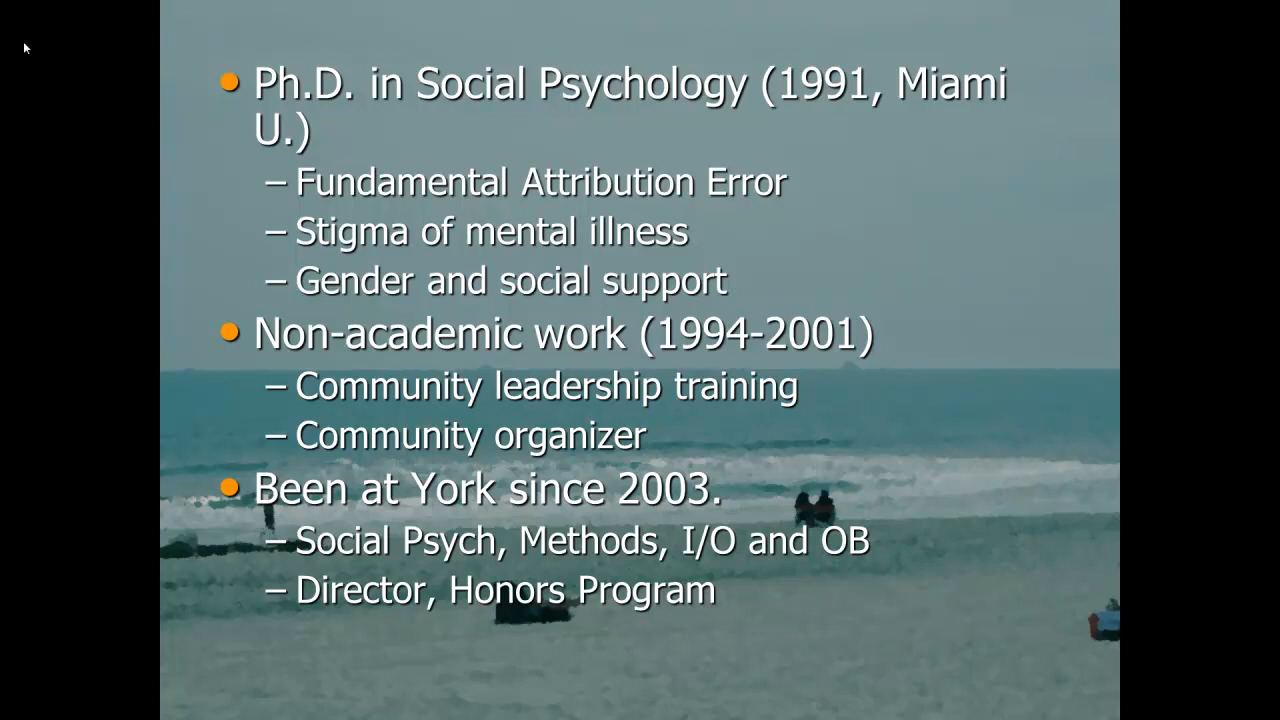 • Ph.D. in Social Psychology (1991, Miami
U.)
– Fundamental Attribution Error
– Stigma of mental illness
– Gender and social support
• Non-academic work (1994-2001)
– Community leadership training
– Community organizer
• Been at York since 2003.
– Social Psych, Methods, I/O and OB
– Director, Honors Program